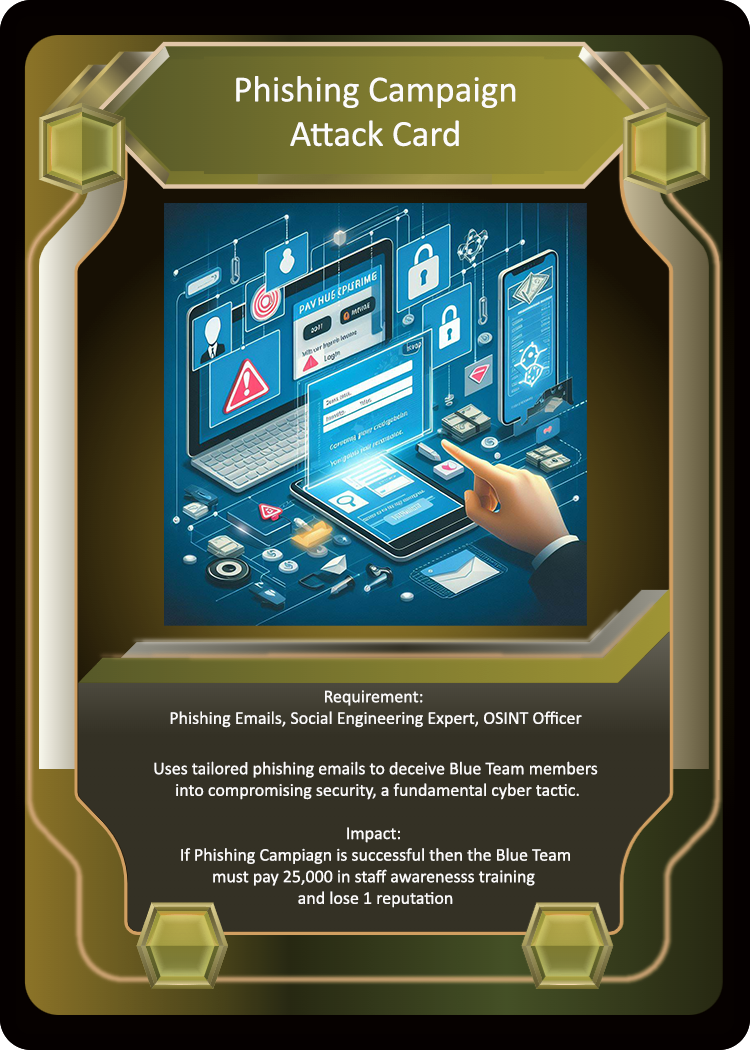 Phishing Campaign
Attack Card
Login
Requirement:
Phishing Emails, Social Engineering Expert, OSINT Officer
Uses tailored phishing emails to deceive Blue Team members
into compromising security, a fundamental cyber tactic.
Impact:
If Phishing Campiagn is successful then the Blue Team
must pay 25,000 in staff awarenesss training
and lose 1 reputation